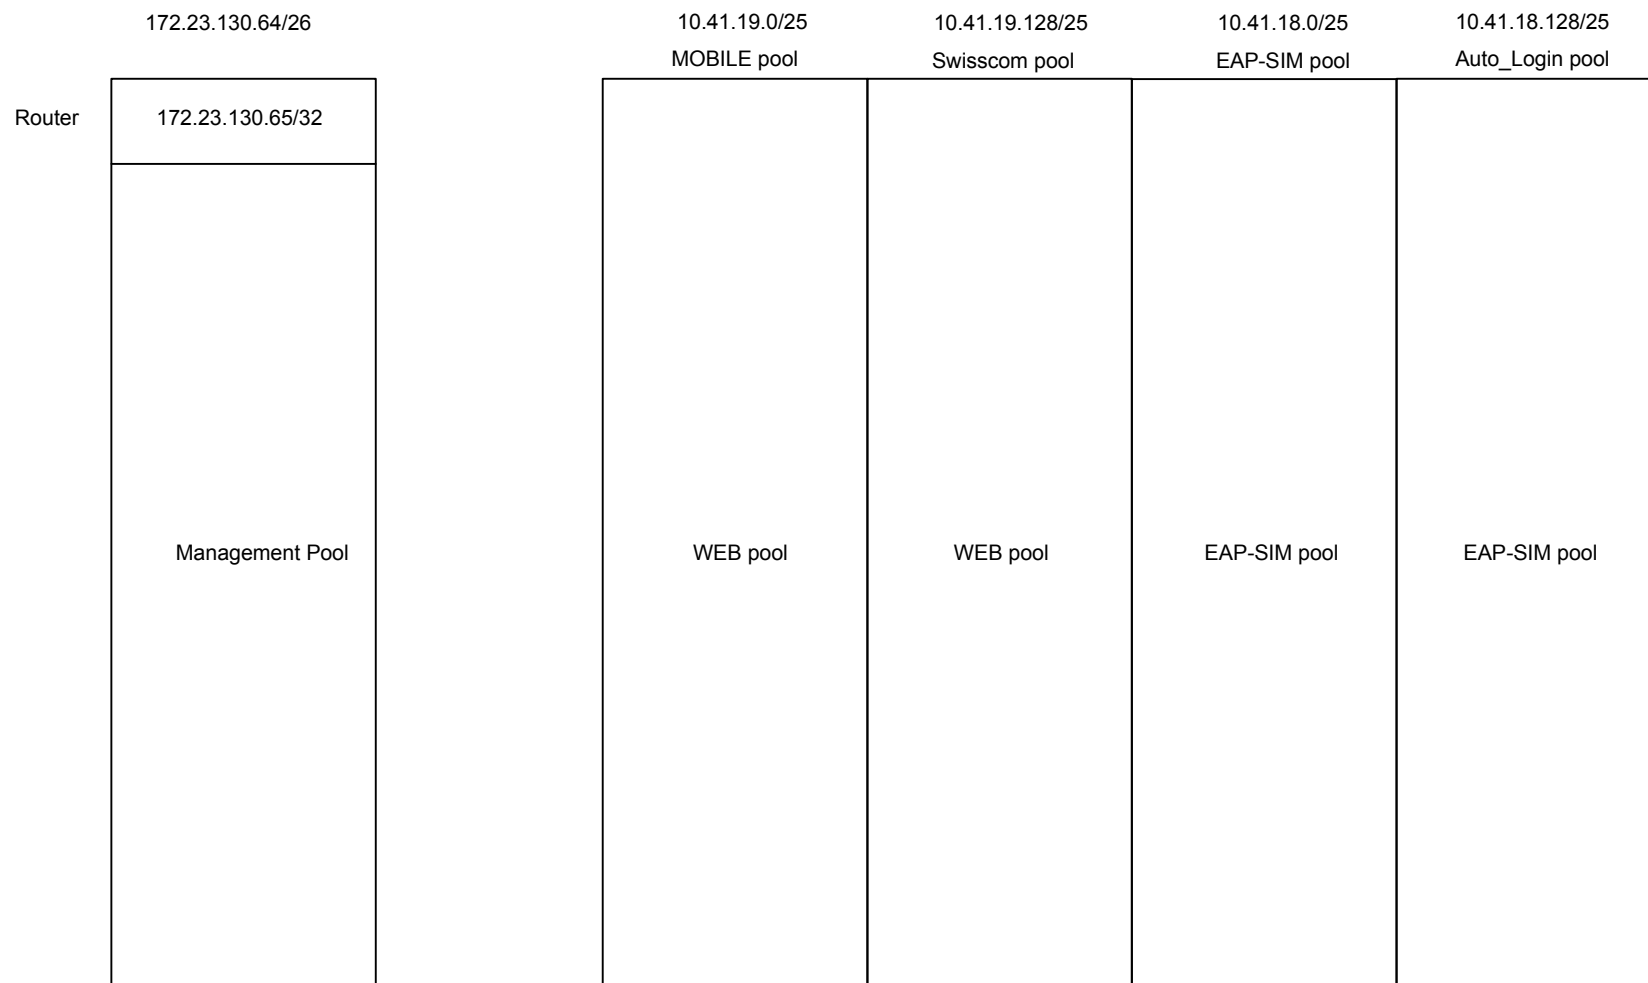 172.23.130.64/26 10.41.19.0/25 10.41.19.128/25 10.41.18.0/25 10.41.18.128/25
MOBILE pool Swisscom pool EAP-SIM pool Auto_Login pool
Router 172.23.130.65/32
Management Pool WEB pool WEB pool EAP-SIM pool EAP-SIM pool